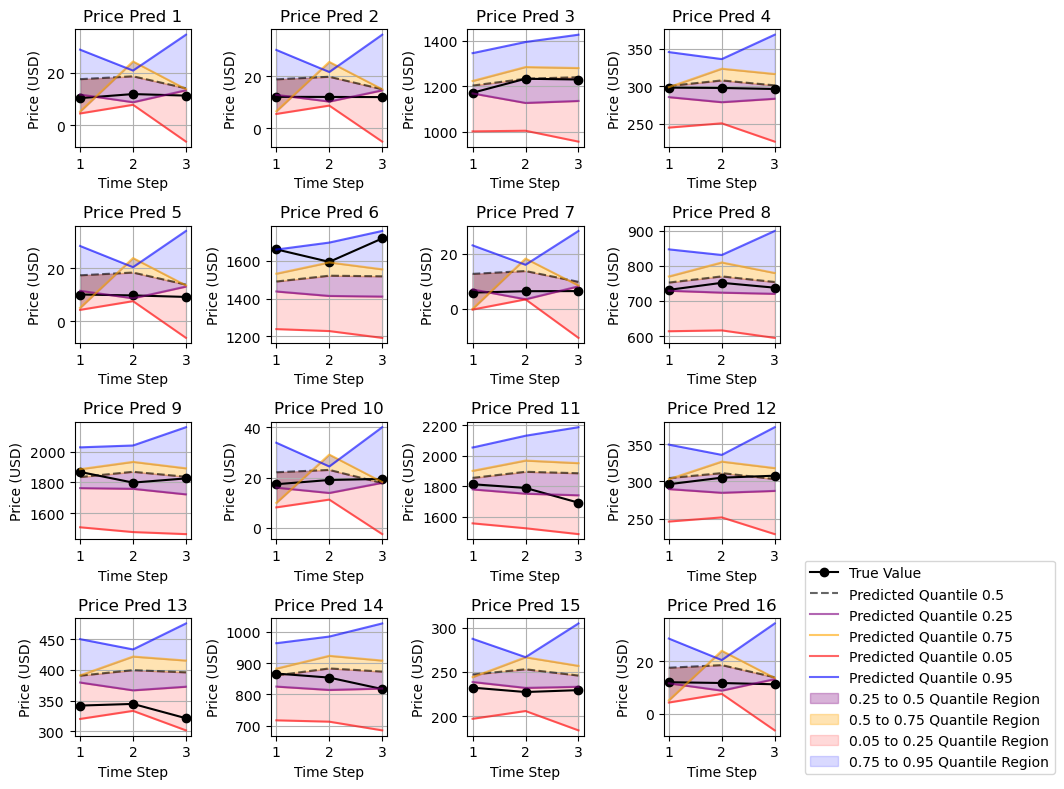 Price Pred 1
Price (USD)
20
0
1
2
3
Time Step
Price Pred 2
Price (USD)
20
0
1
2
3
Time Step
Price Pred 3
Price (USD)
1400
1200
1000
1
2
3
Time Step
Price Pred 4
Price (USD)
350
300
250
1
2
3
Time Step
Price Pred 5
Price (USD)
20
0
1
2
3
Time Step
Price Pred 6
Price (USD)
1600
1400
1200
1
2
3
Time Step
Price Pred 7
Price (USD)
20
0
1
2
3
Time Step
Price Pred 8
Price (USD)
900
800
700
600
1
2
3
Time Step
Price Pred 9
Price (USD)
2000
1800
1600
1
2
3
Time Step
Price Pred 10
Price (USD)
40
20
0
1
2
3
Time Step
Price Pred 11
Price (USD)
2200
2000
1800
1600
1
2
3
Time Step
Price Pred 12
Price (USD)
350
300
250
1
2
3
Time Step
Price Pred 13
Price (USD)
450
400
350
300
1
2
3
Time Step
Price Pred 14
Price (USD)
1000
900
800
700
1
2
3
Time Step
Price Pred 15
Price (USD)
300
250
200
1
2
3
Time Step
Price Pred 16
Price (USD)
20
0
1
2
3
Time Step
True Value
Predicted Quantile 0.5
Predicted Quantile 0.25
Predicted Quantile 0.75
Predicted Quantile 0.05
Predicted Quantile 0.95
0.25 to 0.5 Quantile Region
0.5 to 0.75 Quantile Region
0.05 to 0.25 Quantile Region
0.75 to 0.95 Quantile Region